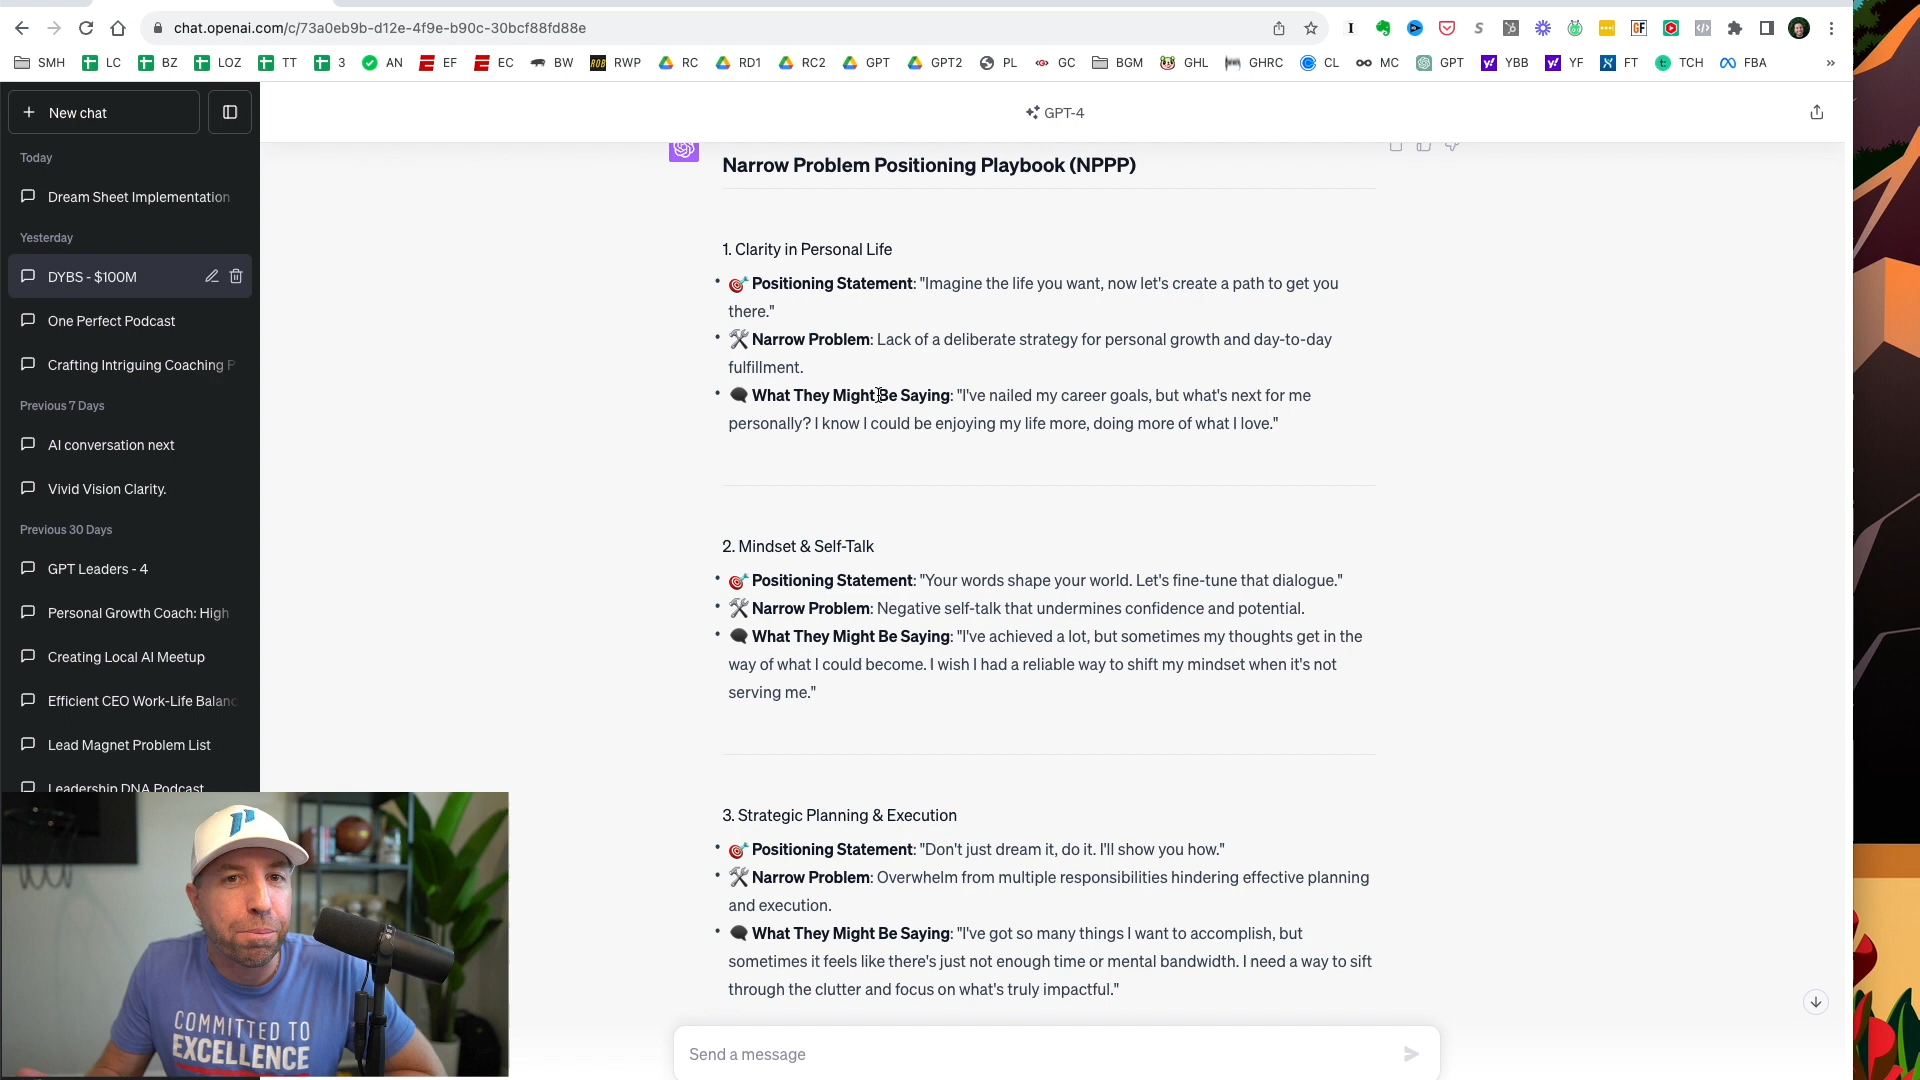 chat.openai.com/c/73a0eb9b-d12e-4f9e-b90c-30bcf88fd88e
SMH LC BZ LOZ TT 3 AN EF EC BW RWP RC RD1 RC2 GPT GPT2 PL GC BGM GHL GHRC CL MC GPT YBB YF FT TCH FBA »
+ New chat
GPT-4
Today
Dream Sheet Implementation
Yesterday
DYBS - $100M
One Perfect Podcast
Crafting Intriguing Coaching P
Previous 7 Days
AI conversation next
Vivid Vision Clarity.
Previous 30 Days
GPT Leaders - 4
Personal Growth Coach: High
Creating Local AI Meetup
Efficient CEO Work-Life Balanc
Lead Magnet Problem List
Leadership DNA Podcast
Narrow Problem Positioning Playbook (NPPP)
1. Clarity in Personal Life
• 🎯 Positioning Statement: "Imagine the life you want, now let's create a path to get you
there."
• 🛠 Narrow Problem: Lack of a deliberate strategy for personal growth and day-to-day
fulfillment.
• 🗨 What They Might Be Saying: "I've nailed my career goals, but what's next for me
personally? I know I could be enjoying my life more, doing more of what I love."
2. Mindset & Self-Talk
• 🎯 Positioning Statement: "Your words shape your world. Let's fine-tune that dialogue."
• 🛠 Narrow Problem: Negative self-talk that undermines confidence and potential.
• 🗨 What They Might Be Saying: "I've achieved a lot, but sometimes my thoughts get in the
way of what I could become. I wish I had a reliable way to shift my mindset when it's not
serving me."
3. Strategic Planning & Execution
• 🎯 Positioning Statement: "Don't just dream it, do it. I'll show you how."
• 🛠 Narrow Problem: Overwhelm from multiple responsibilities hindering effective planning
and execution.
• 🗨 What They Might Be Saying: "I've got so many things I want to accomplish, but
sometimes it feels like there's just not enough time or mental bandwidth. I need a way to sift
through the clutter and focus on what's truly impactful."
Send a message
COMMITTED TO
EXCELLENCE